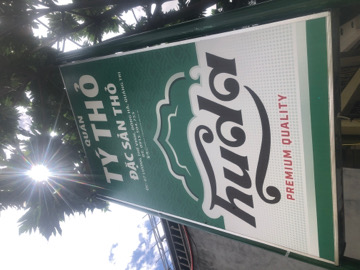 QUÁN
TÝ THỎ
ĐẶC SẢN THỎ
huda
PREMIUM QUALITY